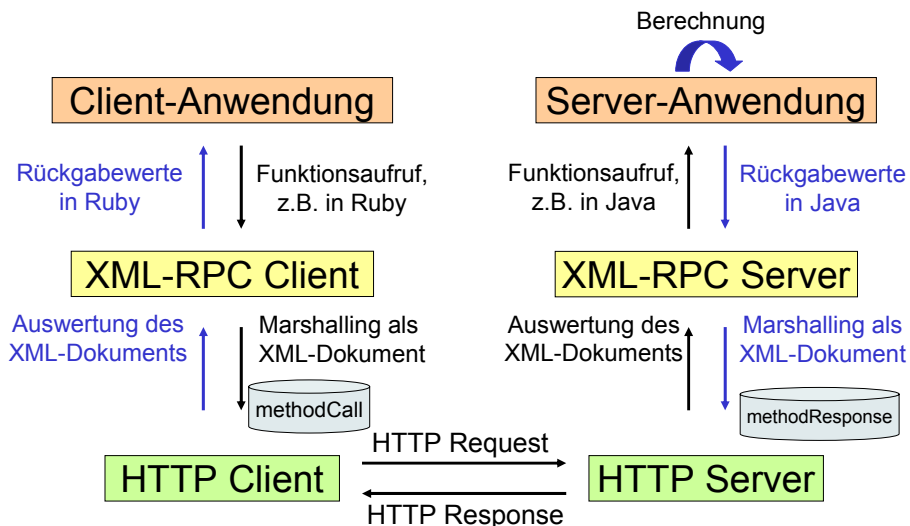 Berechnung
Client-Anwendung
Server-Anwendung
Rückgabewerte
in Ruby
Funktionsaufruf,
z.B. in Ruby
Funktionsaufruf,
z.B. in Java
Rückgabewerte
in Java
XML-RPC Client
XML-RPC Server
Auswertung des
XML-Dokuments
Marshalling als
XML-Dokument
Auswertung des
XML-Dokuments
Marshalling als
XML-Dokument
methodCall
methodResponse
HTTP Request
HTTP Client
HTTP Server
HTTP Response